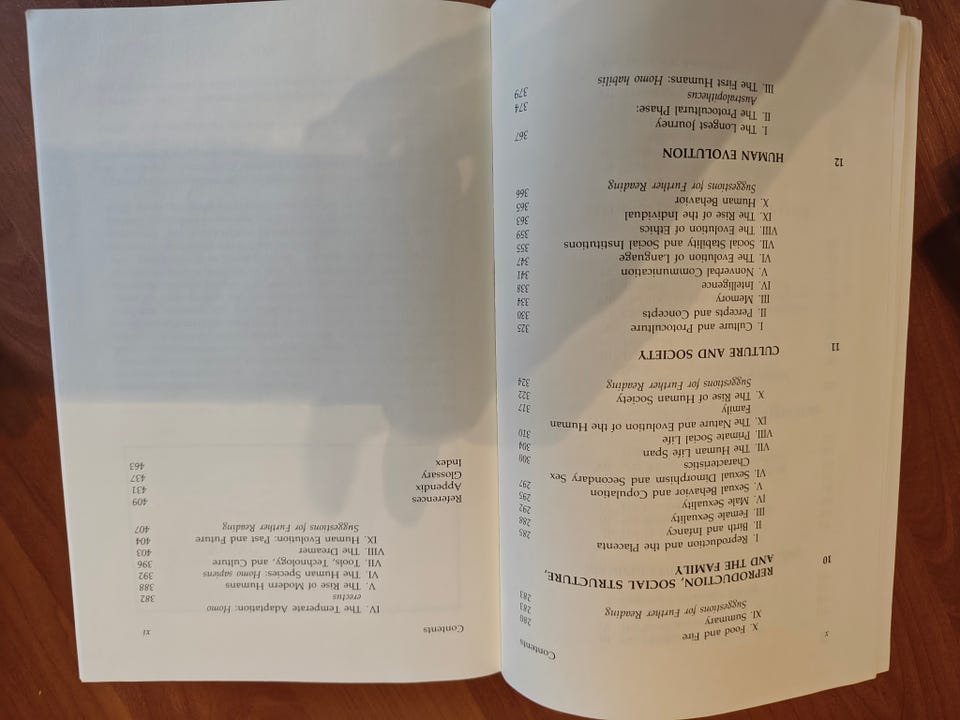 x
Contents
X. Food and Fire 280
XI. Summary 283
Suggestions for Further Reading 283
10 REPRODUCTION, SOCIAL STRUCTURE,
AND THE FAMILY
I. Reproduction and the Placenta 285
II. Birth and Infancy 288
III. Female Sexuality 292
IV. Male Sexuality 295
V. Sexual Behavior and Copulation 297
VI. Sexual Dimorphism and Secondary Sex
Characteristics 300
VII. The Human Life Span 304
VIII. Primate Social Life 310
IX. The Nature and Evolution of the Human
Family 317
X. The Rise of Human Society 322
Suggestions for Further Reading 324
11 CULTURE AND SOCIETY
I. Culture and Protoculture 325
II. Percepts and Concepts 330
III. Memory 334
IV. Intelligence 338
V. Nonverbal Communication 341
VI. The Evolution of Language 347
VII. Social Stability and Social Institutions 355
VIII. The Evolution of Ethics 359
IX. The Rise of the Individual 363
X. Human Behavior 365
Suggestions for Further Reading 366
12 HUMAN EVOLUTION
I. The Longest Journey 367
II. The Protocultural Phase:
Australopithecus 374
III. The First Humans: Homo habilis 379
Contents
xi
IV. The Temperate Adaptation: Homo
erectus 382
V. The Rise of Modern Humans 388
VI. The Human Species: Homo sapiens 392
VII. Tools, Technology, and Culture 396
VIII. The Dreamer 403
IX. Human Evolution: Past and Future 404
Suggestions for Further Reading 407
References 409
Appendix 431
Glossary 437
Index 463